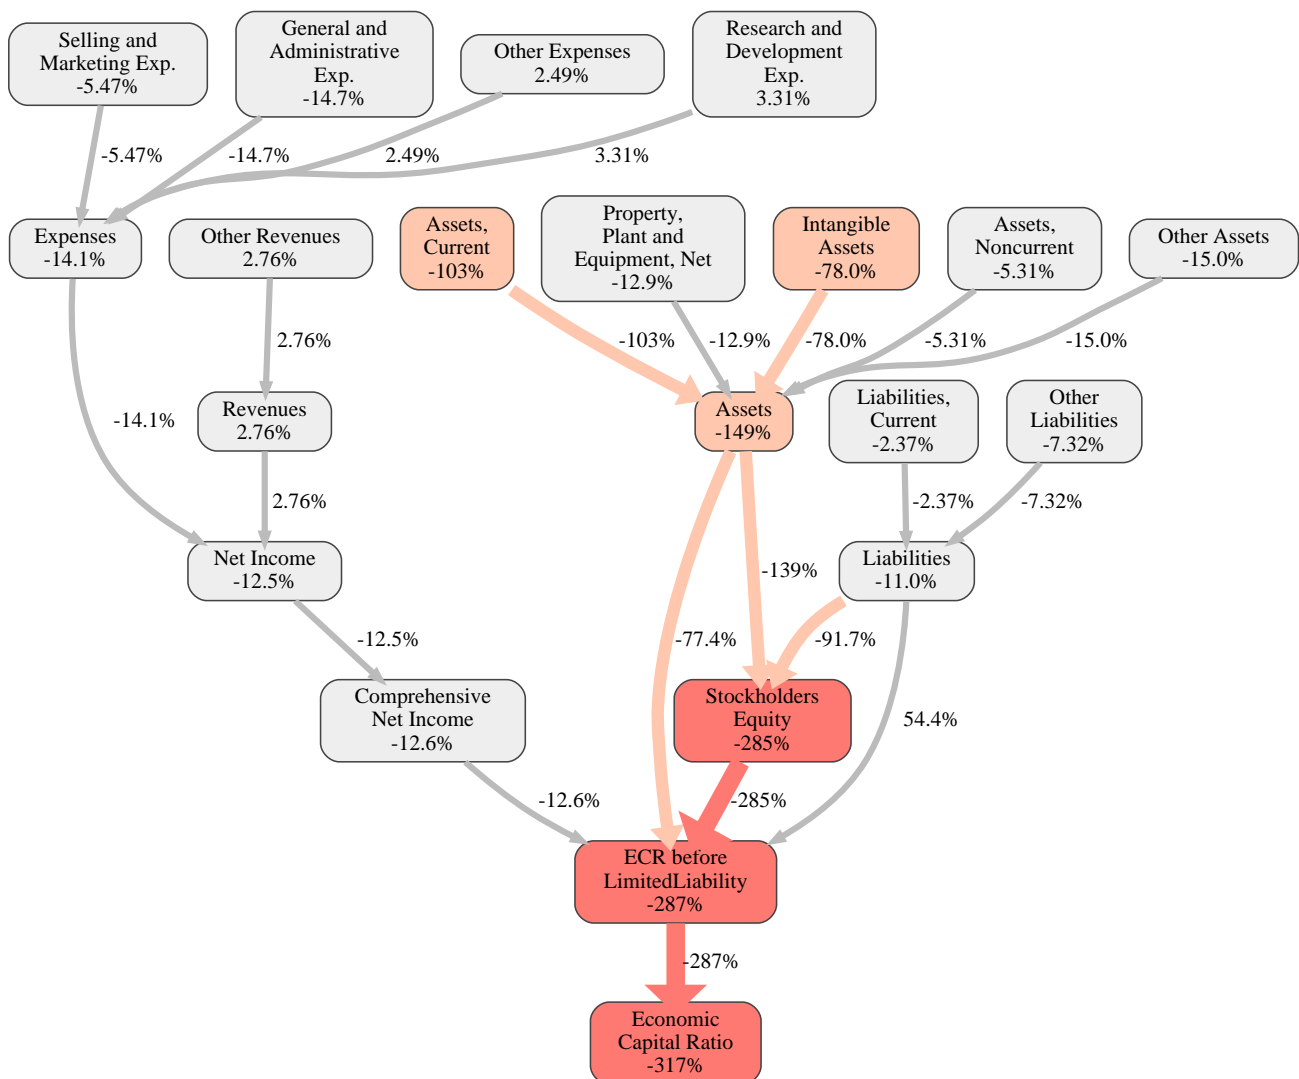 Selling and
Marketing Exp.
-5.47%
General and
Administrative
Exp.
-14.7%
Other Expenses
2.49%
Research and
Development
Exp.
3.31%
-5.47%
-14.7%
2.49%
3.31%
Expenses
-14.1%
Other Revenues
2.76%
Assets,
Current
-103%
Property,
Plant and
Equipment, Net
-12.9%
Intangible
Assets
-78.0%
Assets,
Noncurrent
-5.31%
Other Assets
-15.0%
2.76%
-103%
-12.9%
-78.0%
-5.31%
-15.0%
-14.1%
Revenues
2.76%
Assets
-149%
Liabilities,
Current
-2.37%
Other
Liabilities
-7.32%
2.76%
-2.37%
-7.32%
Net Income
-12.5%
-139%
Liabilities
-11.0%
-12.5%
-77.4%
-91.7%
Comprehensive
Net Income
-12.6%
Stockholders
Equity
-285%
54.4%
-12.6%
-285%
ECR before
LimitedLiability
-287%
-287%
Economic
Capital Ratio
-317%